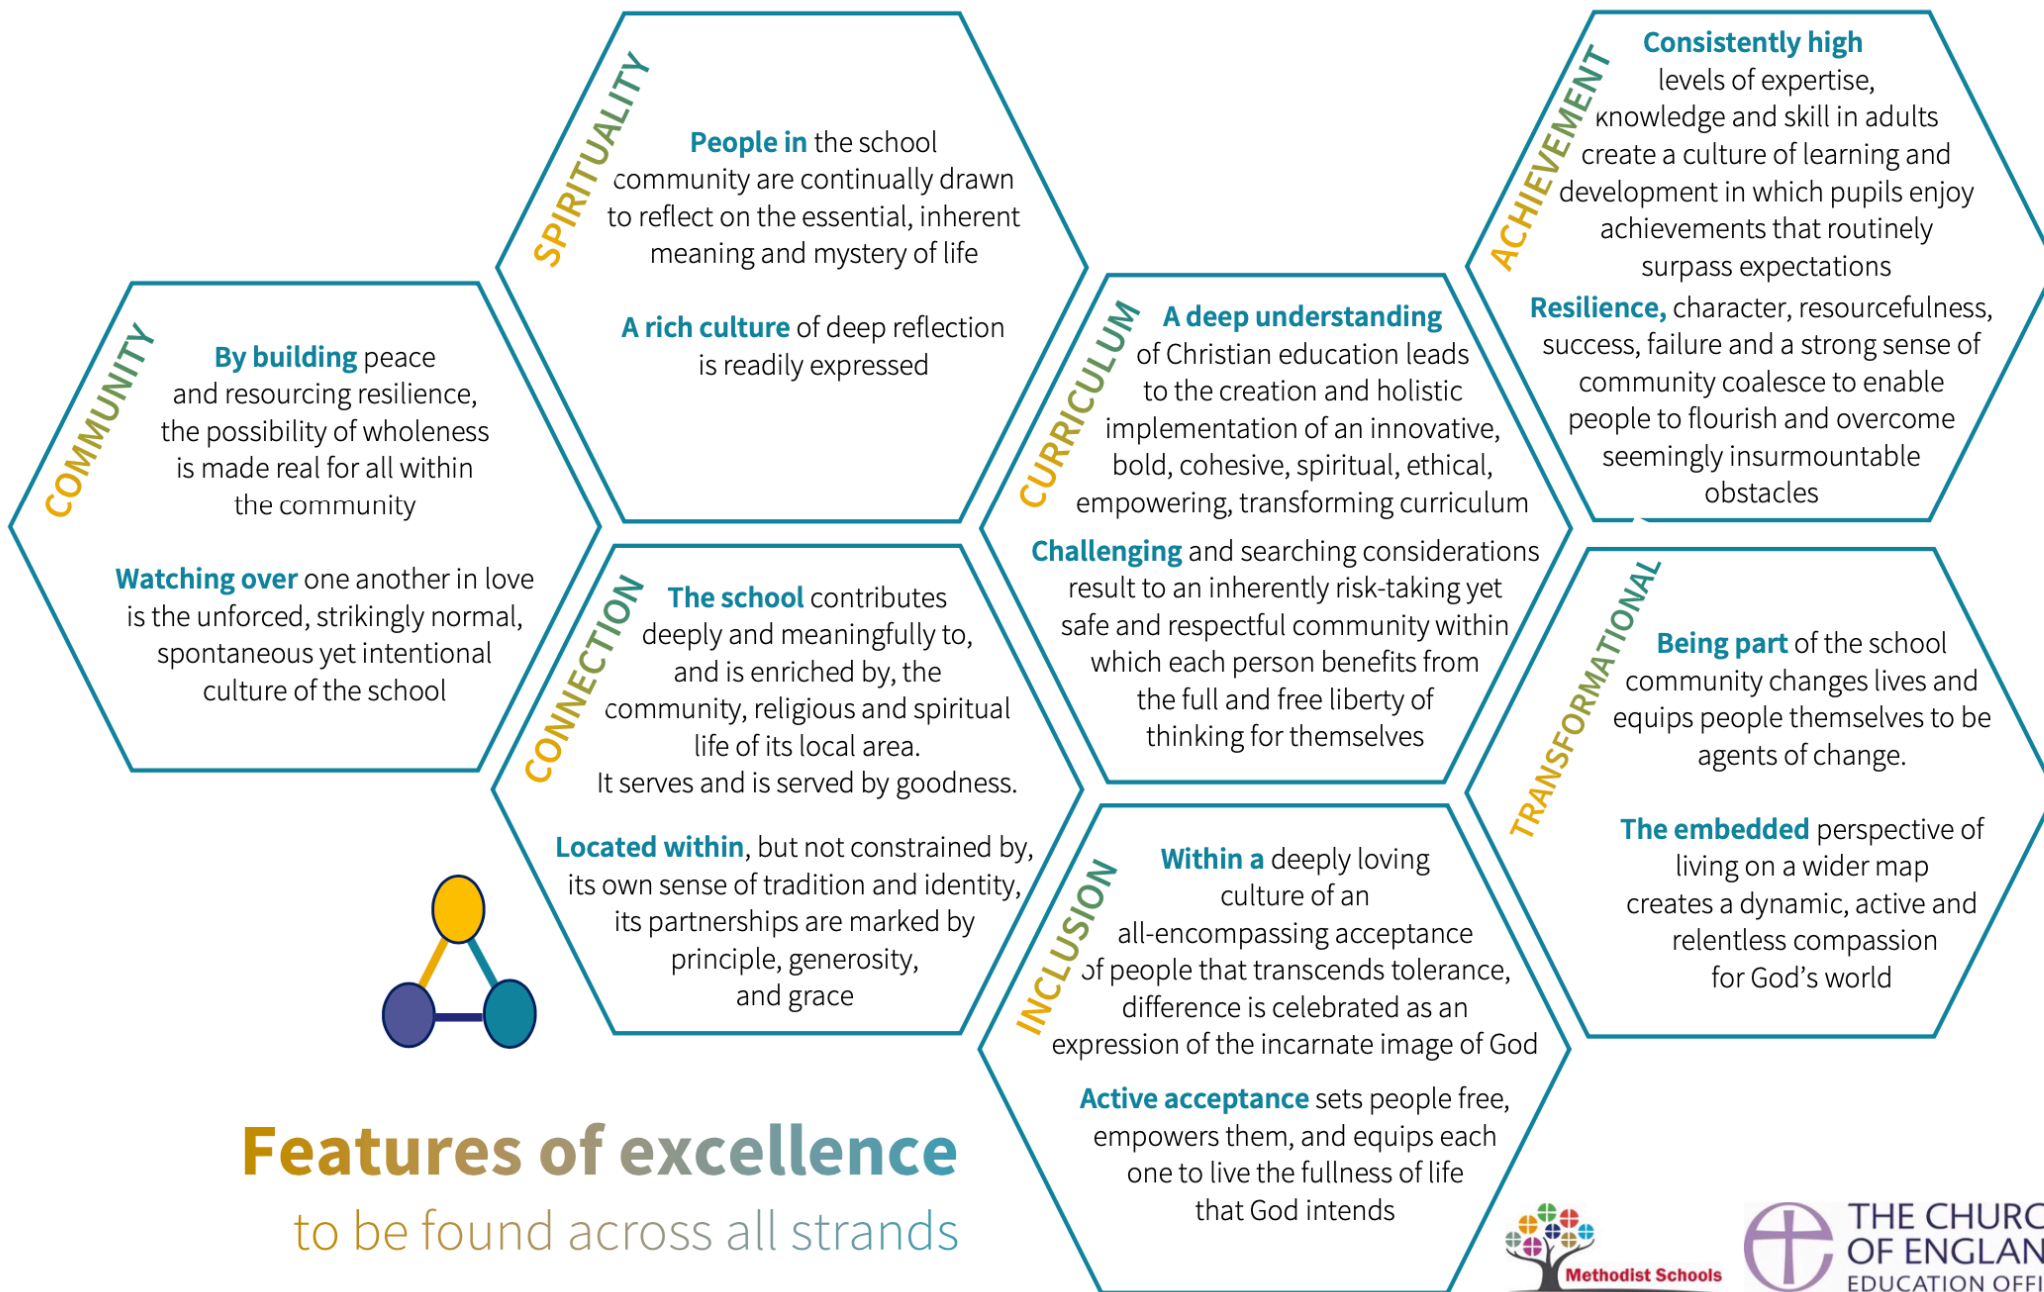 COMMUNITY
By building peace
and resourcing resilience,
the possibility of wholeness
is made real for all within
the community
Watching over one another in love
is the unforced, strikingly normal,
spontaneous yet intentional
culture of the school
SPIRITUALITY
People in the school
community are continually drawn
to reflect on the essential, inherent
meaning and mystery of life
A rich culture of deep reflection
is readily expressed
CONNECTION
The school contributes
deeply and meaningfully to,
and is enriched by, the
community, religious and spiritual
life of its local area.
It serves and is served by goodness.
Located within, but not constrained by,
its own sense of tradition and identity,
its partnerships are marked by
principle, generosity,
and grace
CURRICULUM
A deep understanding
of Christian education leads
to the creation and holistic
implementation of an innovative,
bold, cohesive, spiritual, ethical,
empowering, transforming curriculum
Challenging and searching considerations
result to an inherently risk-taking yet
safe and respectful community within
which each person benefits from
the full and free liberty of
thinking for themselves
INCLUSION
Within a deeply loving
culture of an
all-encompassing acceptance
of people that transcends tolerance,
difference is celebrated as an
expression of the incarnate image of God
Active acceptance sets people free,
empowers them, and equips each
one to live the fullness of life
that God intends
ACHIEVEMENT
Consistently high
levels of expertise,
knowledge and skill in adults
create a culture of learning and
development in which pupils enjoy
achievements that routinely
surpass expectations
Resilience, character, resourcefulness,
success, failure and a strong sense of
community coalesce to enable
people to flourish and overcome
seemingly insurmountable
obstacles
TRANSFORMATIONAL
Being part of the school
community changes lives and
equips people themselves to be
agents of change.
The embedded perspective of
living on a wider map
creates a dynamic, active and
relentless compassion
for God's world
Features of excellence
to be found across all strands
Methodist Schools
THE CHURC
OF ENGLAN
EDUCATION OFFI